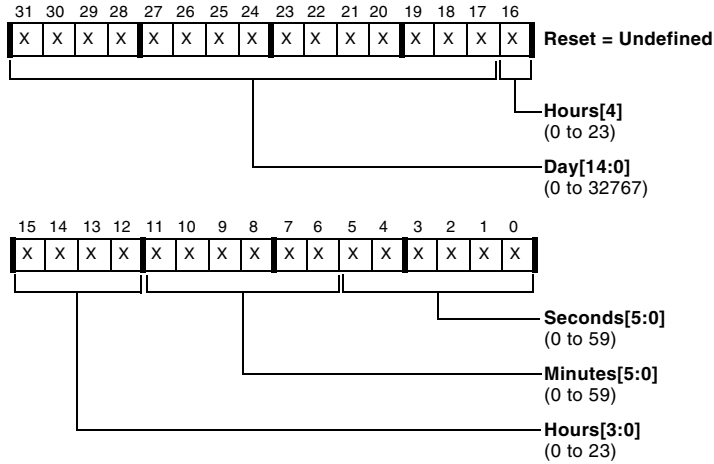 31 30 29 28 27 26 25 24 23 22 21 20 19 18 17 16
X X X X X X X X X X X X X X X X Reset = Undefined
Hours[4]
(0 to 23)
Day[14:0]
(0 to 32767)
15 14 13 12 11 10 9 8 7 6 5 4 3 2 1 0
X X X X X X X X X X X X X X X X
Seconds[5:0]
(0 to 59)
Minutes[5:0]
(0 to 59)
Hours[3:0]
(0 to 23)